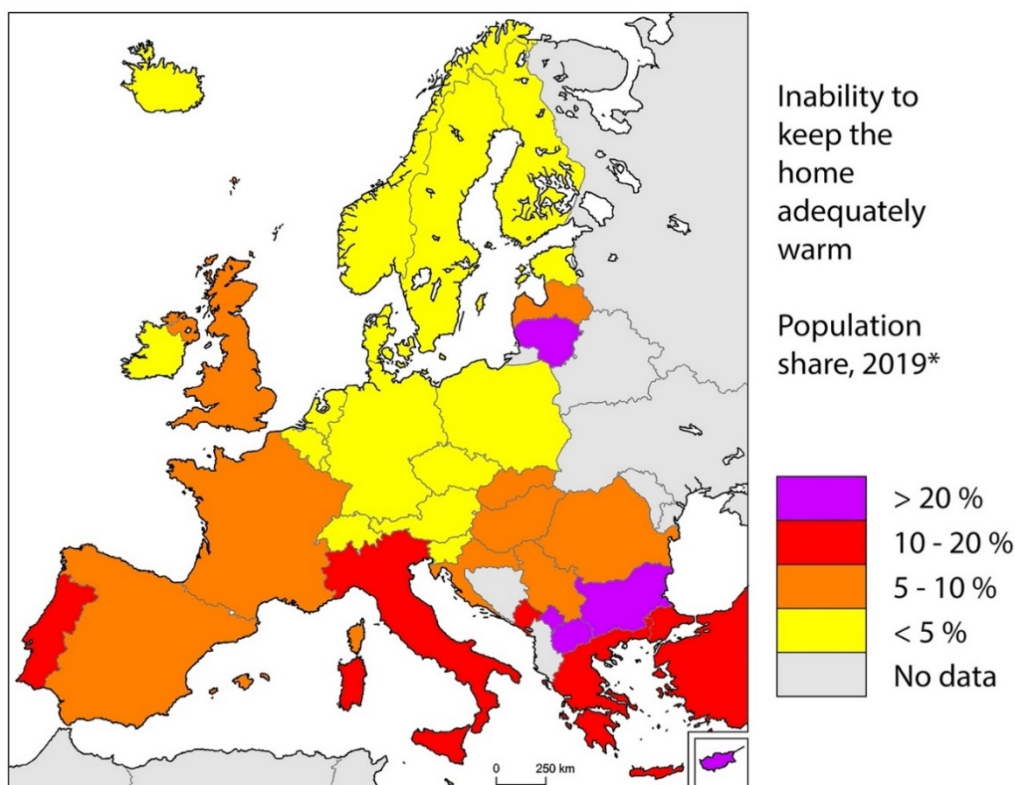 Inability to
keep the
home
adequately
warm
Population
share, 2019*
> 20 %
10 - 20 %
5 - 10 %
< 5 %
No data
0 250 km